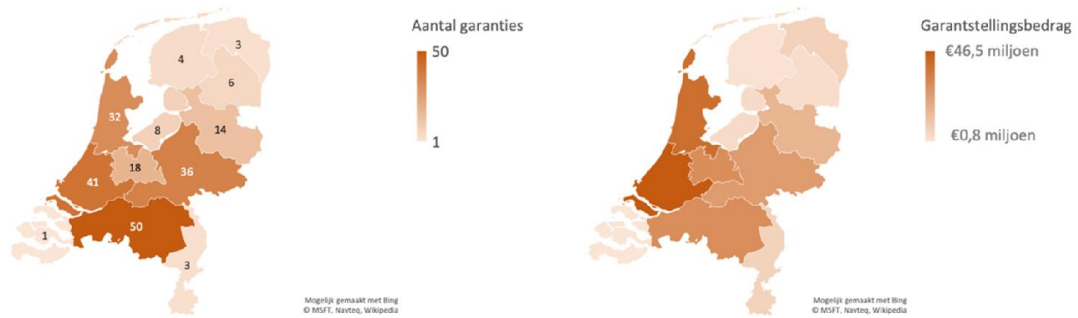 Aantal garanties
50
1
3
4
6
32
8
14
18
36
41
50
1
3
Mogelijk gemaakt met Bing
© MSFT, Navteq, Wikipedia
Garantstellingsbedrag
€46,5 miljoen
€0,8 miljoen
Mogelijk gemaakt met Bing
© MSFT, Navteq, Wikipedia